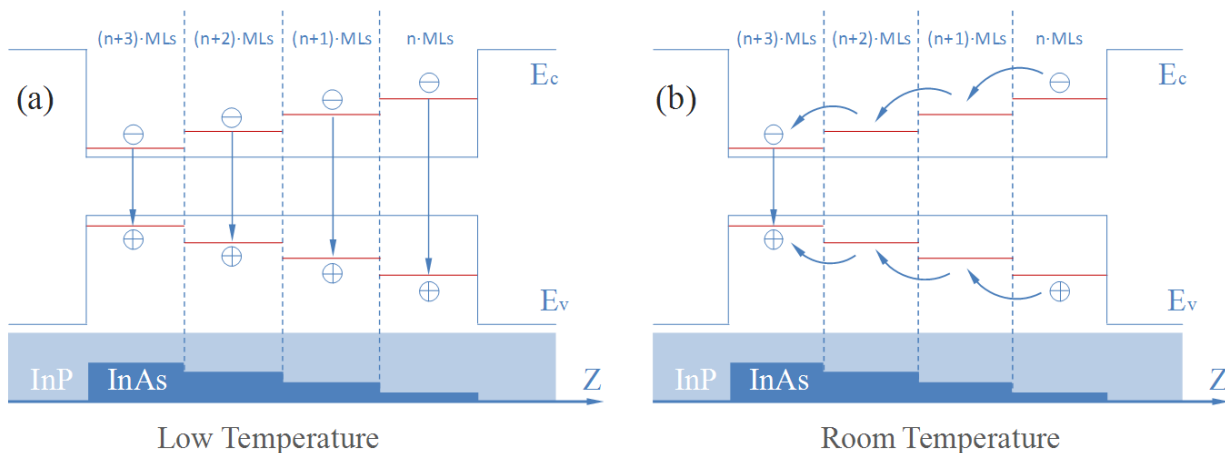 (n+3)·MLs (n+2)·MLs (n+1)·MLs n·MLs
(a)
Ec
Ev
InP InAs Z
Low Temperature
(n+3)·MLs (n+2)·MLs (n+1)·MLs n·MLs
(b)
Ec
Ev
InP InAs Z
Room Temperature